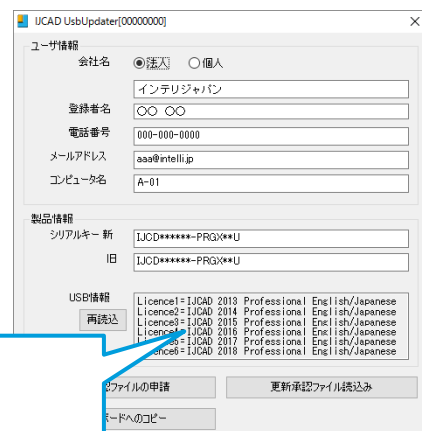 IJCAD UsbUpdater[00000000]
ユーザ情報
会社名 法人 個人
インテリジャパン
登録者名 〇〇 〇〇
電話番号 000-000-0000
メールアドレス aaa@intelli.jp
コンピュータ名 A-01
製品情報
シリアルキー 新 IJCD******-PRGX**U
旧 IJCD******-PRGX**U
USB情報
再読込
Licence1=IJCAD 2013 Professional English/Japanese
Licence2=IJCAD 2014 Professional English/Japanese
Licence3=IJCAD 2015 Professional English/Japanese
Licence4=IJCAD 2016 Professional English/Japanese
Licence5=IJCAD 2017 Professional English/Japanese
Licence6=IJCAD 2018 Professional English/Japanese
ファイルの申請 更新承認ファイル読込み
ボードへのコピー